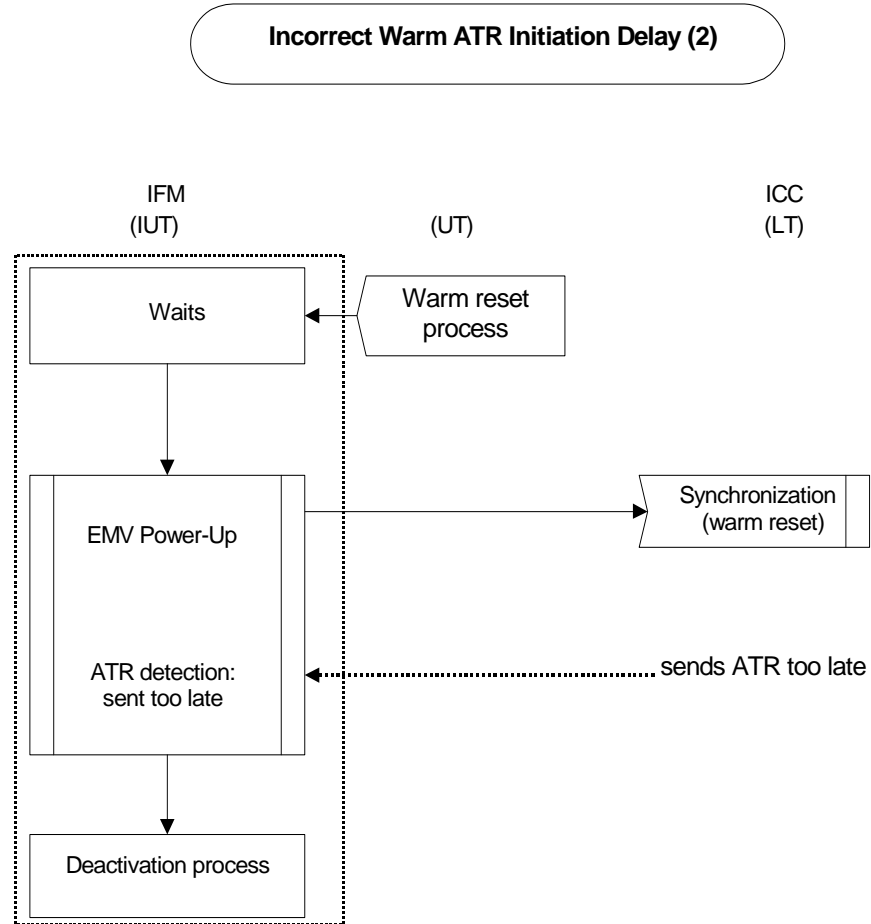 Incorrect Warm ATR Initiation Delay (2)
IFM
(IUT)
(UT)
ICC
(LT)
Waits
Warm reset
process
EMV Power-Up
Synchronization
(warm reset)
ATR detection:
sent too late
sends ATR too late
Deactivation process